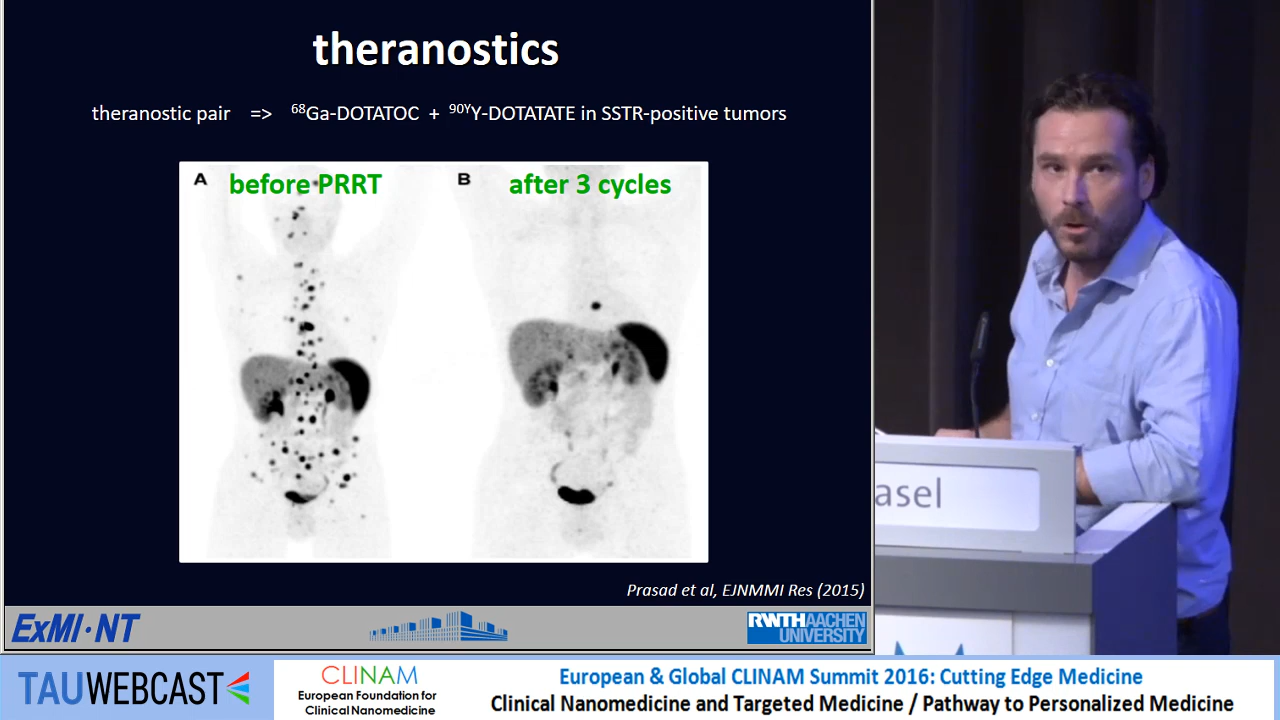 theranostics
theranostic pair => 68Ga-DOTATOC + 90YY-DOTATATE in SSTR-positive tumors
A before PRRT
B after 3 cycles
Prasad et al, EJNMMI Res (2015)
ExMI·NT
RWTHAACHEN
UNIVERSITY
asel
TAUWEBCAST
CLINAM
European Foundation for
Clinical Nanomedicine
European & Global CLINAM Summit 2016: Cutting Edge Medicine
Clinical Nanomedicine and Targeted Medicine / Pathway to Personalized Medicine